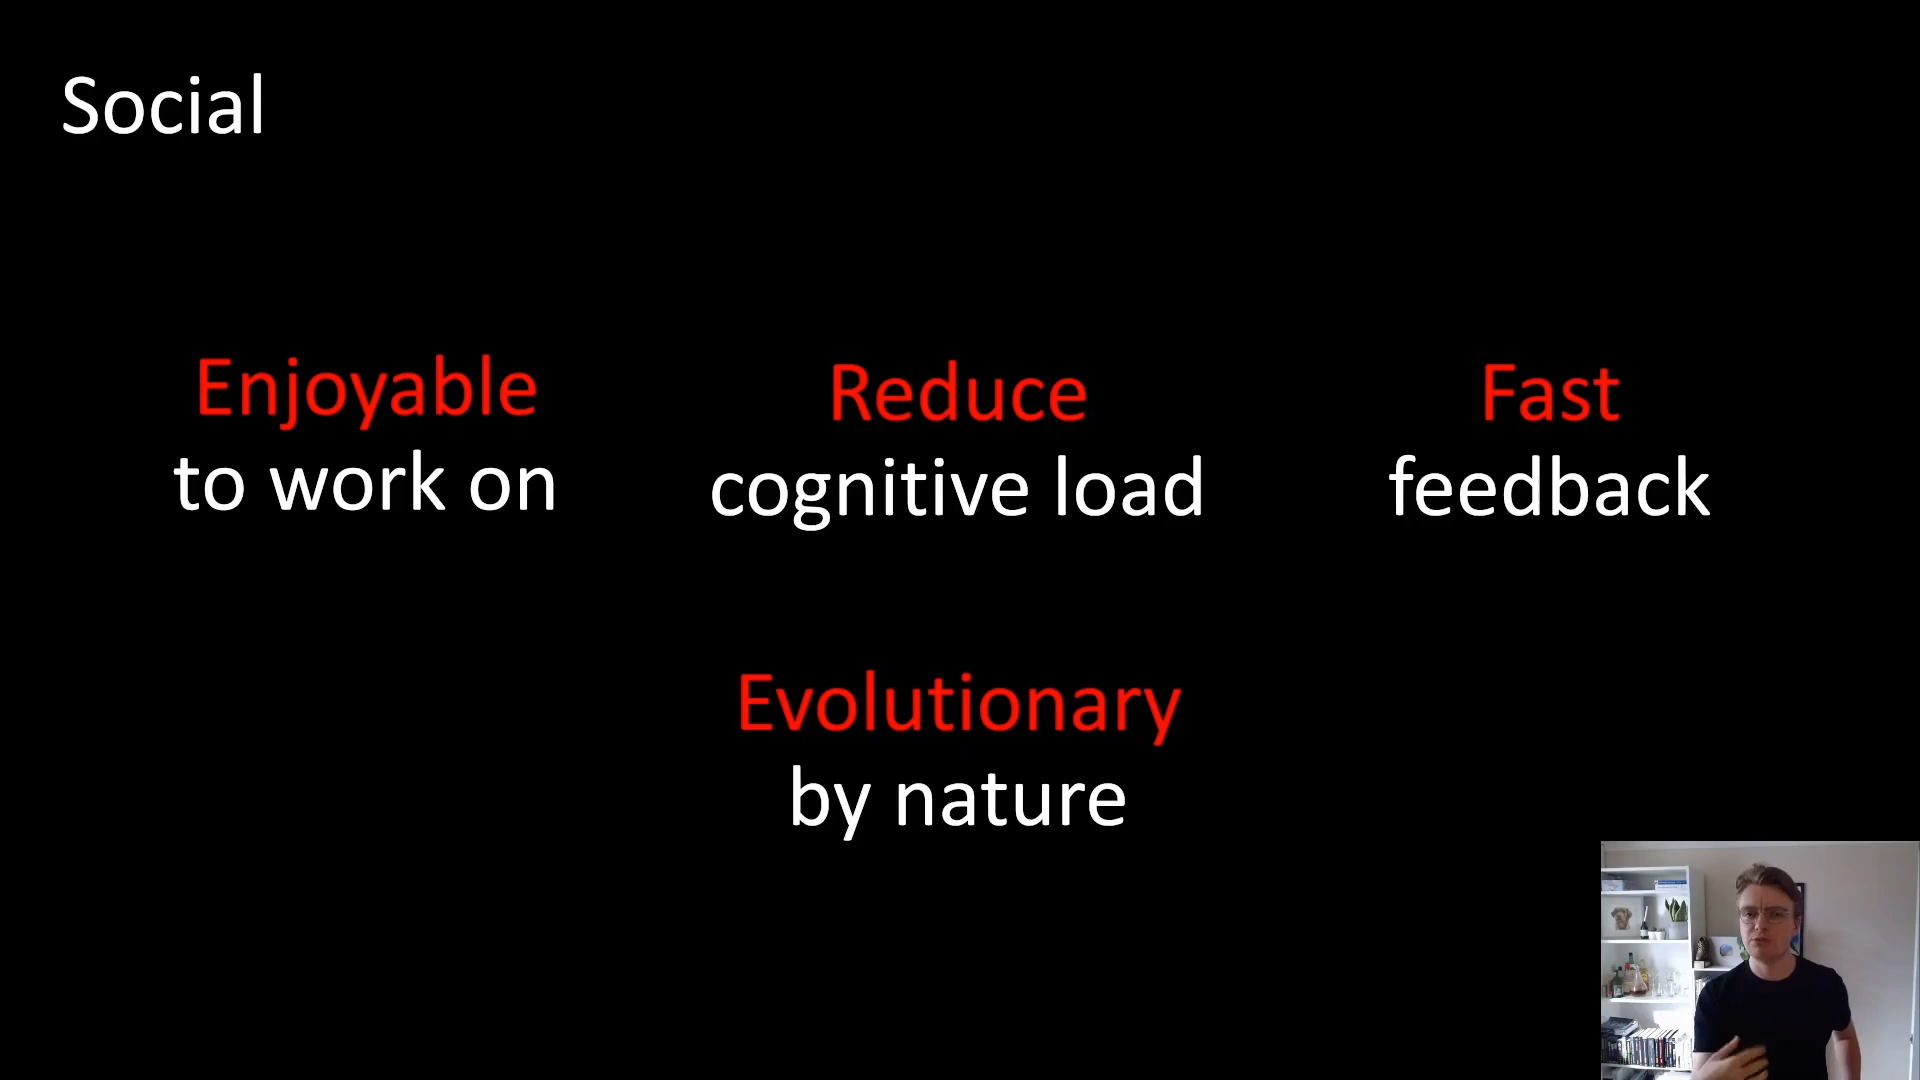 Social
Enjoyable
to work on
Reduce
cognitive load
Fast
feedback
Evolutionary
by nature